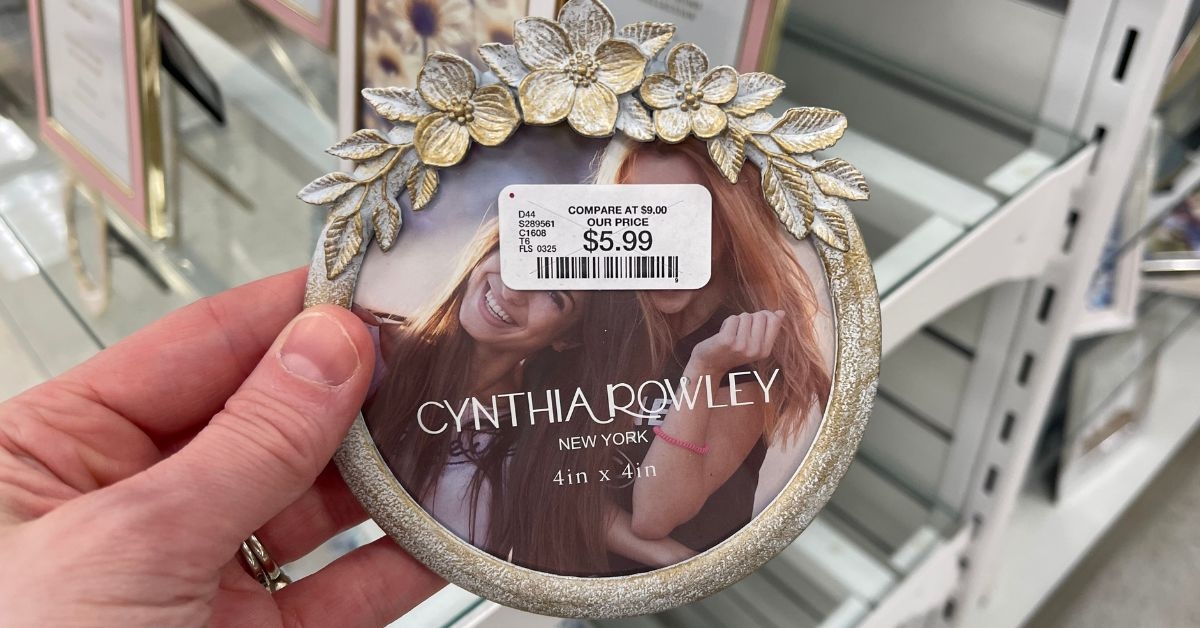 D44
S289561
C1608
T6
FLS 0325
COMPARE AT $9.00
OUR PRICE
$5.99
CYNTHIA ROWLEY
NEW YORK
4in x 4in